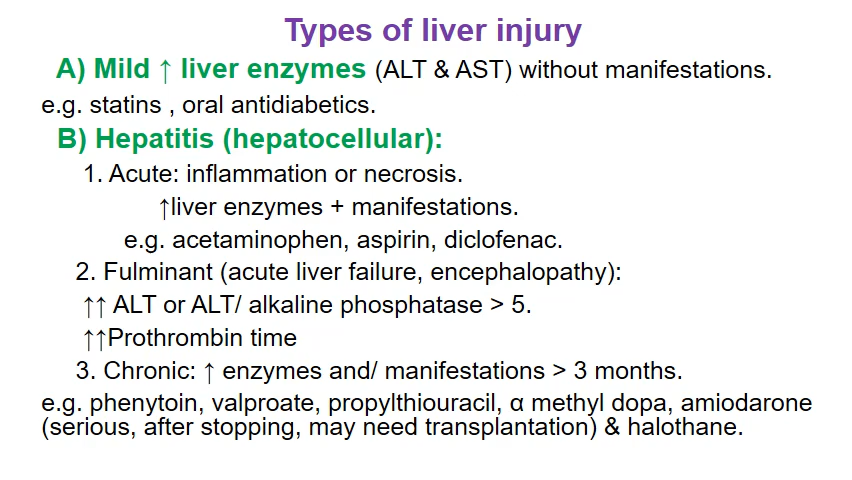 Types of liver injury
A) Mild ↑ liver enzymes (ALT & AST) without manifestations.
e.g. statins , oral antidiabetics.
B) Hepatitis (hepatocellular):
1. Acute: inflammation or necrosis.
↑liver enzymes + manifestations.
e.g. acetaminophen, aspirin, diclofenac.
2. Fulminant (acute liver failure, encephalopathy):
↑↑ ALT or ALT/ alkaline phosphatase > 5.
↑↑Prothrombin time
3. Chronic: ↑ enzymes and/ manifestations > 3 months.
e.g. phenytoin, valproate, propylthiouracil, α methyl dopa, amiodarone
(serious, after stopping, may need transplantation) & halothane.